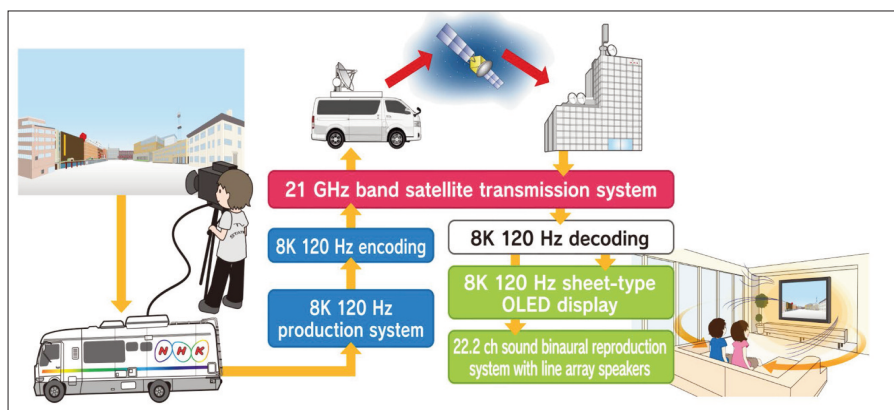 21 GHz band satellite transmission system
8K 120 Hz encoding
8K 120 Hz decoding
8K 120 Hz
production system
8K 120 Hz sheet-type
OLED display
22.2 ch sound binaural reproduction
system with line array speakers
NHK